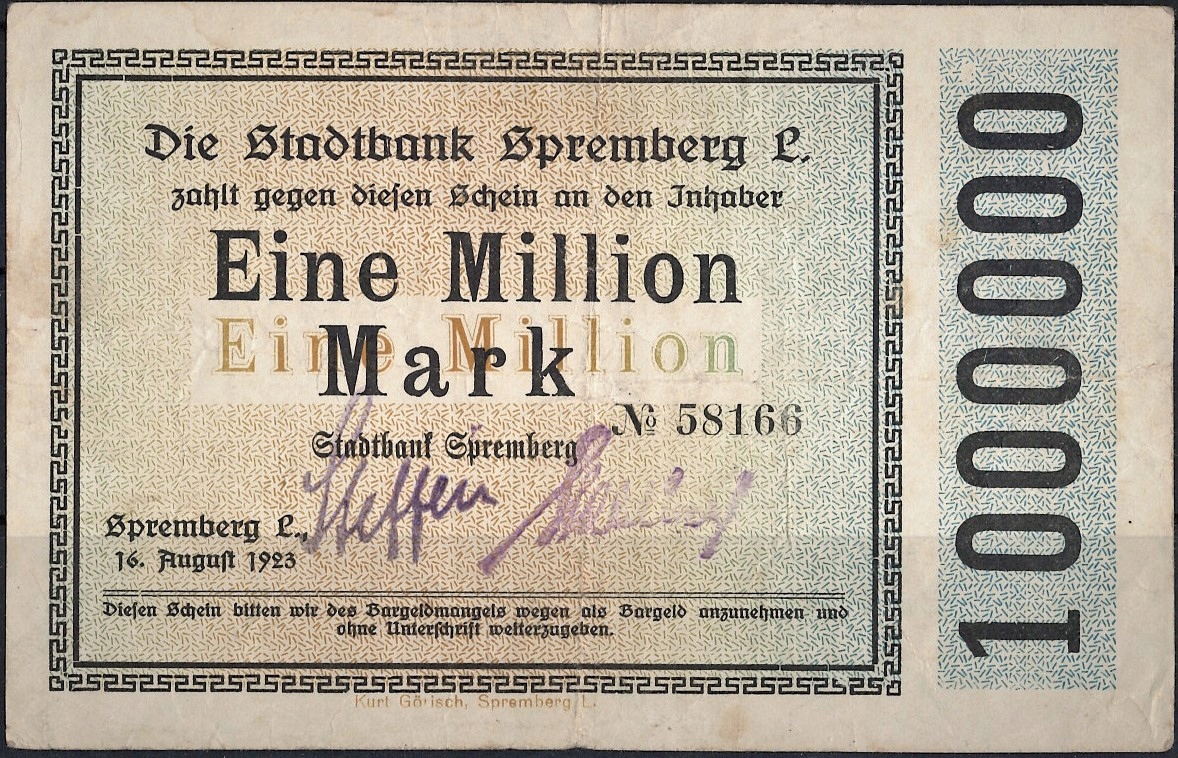 Die Stadtbank Spremberg L.
zahlt gegen diesen Schein an den Inhaber
Eine Million
Eine Million
Mark
№ 58166
Stadtbank Spremberg
Steffen
Spremberg L.,
16. August 1923
Diesen Schein bitten wir des Bargeldmangels wegen als Bargeld anzunehmen und
ohne Unterschrift weiterzugeben.
Kurt Görisch, Spremberg L.
1000000